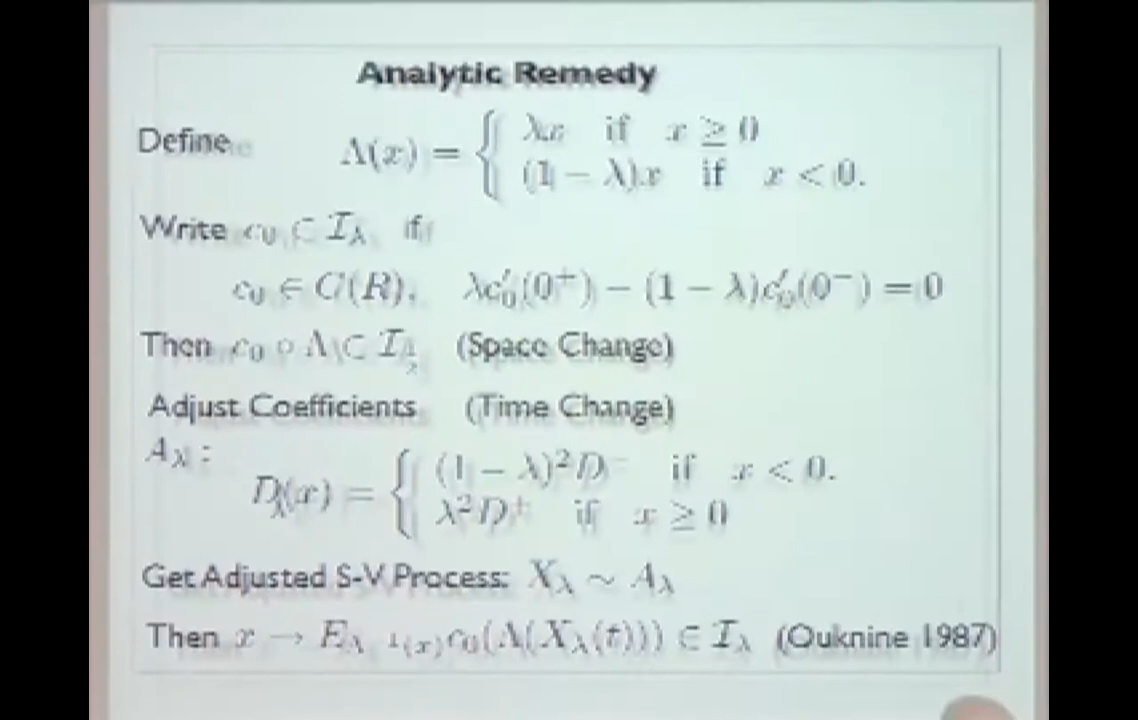 Analytic Remedy
Define Λ(x) = { λx if x ≥ 0
(1 − λ)x if x < 0.
Write c₀ ∈ I_λ if
c₀ ∈ C(R), λc₀′(0⁺) − (1 − λ)c₀′(0⁻) = 0
Then c₀ ∘ Λ ∈ I_½ (Space Change)
Adjust Coefficients (Time Change)
A_λ :
D_λ(x) = { (1 − λ)²D⁻ if x < 0.
λ²D⁺ if x ≥ 0
Get Adjusted S-V Process: X_λ ~ A_λ
Then x → E_Λ⁻¹(x) c₀(Λ(X_λ(t))) ∈ I_λ (Ouknine 1987)